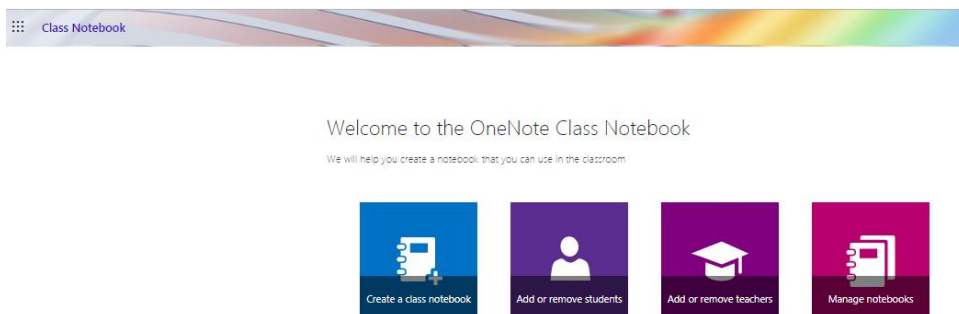 Class Notebook
Welcome to the OneNote Class Notebook
We will help you create a notebook that you can use in the classroom
Create a class notebook
Add or remove students
Add or remove teachers
Manage notebooks